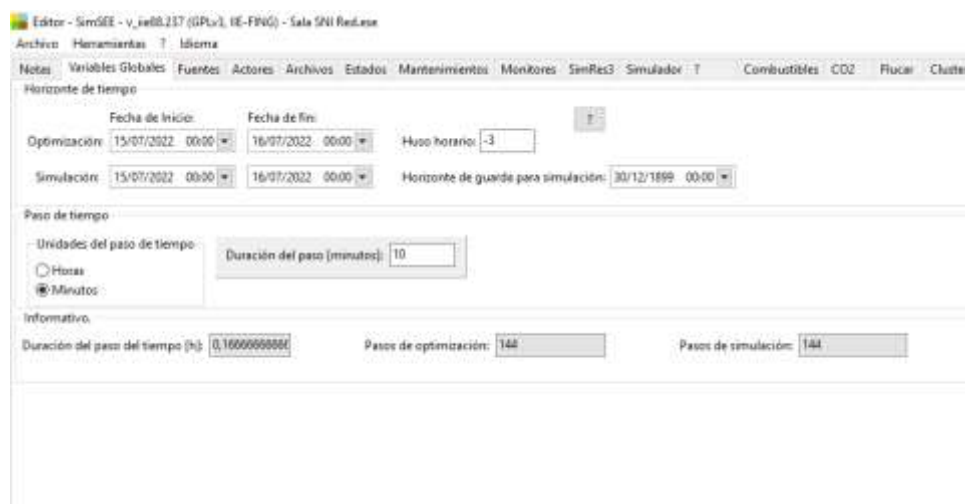 Editor - SimSEE - v_iie88.237 (GPLv3, IIE-FING) - Sala SNI Red.ese
Archivo Herramientas ? Idioma
Notas Variables Globales Fuentes Actores Archivos Estados Mantenimientos Monitores SimRes3 Simulador ? Combustibles CO2 Flucar Cluste
Horizonte de tiempo
Fecha de Inicio: Fecha de fin: ?
Optimización: 15/07/2022 00:00 16/07/2022 00:00 Huso horario: -3
Simulación: 15/07/2022 00:00 16/07/2022 00:00 Horizonte de guarda para simulación: 30/12/1899 00:00
Paso de tiempo
Unidades del paso de tiempo
Duración del paso [minutos]: 10
Horas
Minutos
Informativo.
Duración del paso del tiempo [h]: 0,1666666666 Pasos de optimización: 144 Pasos de simulación: 144